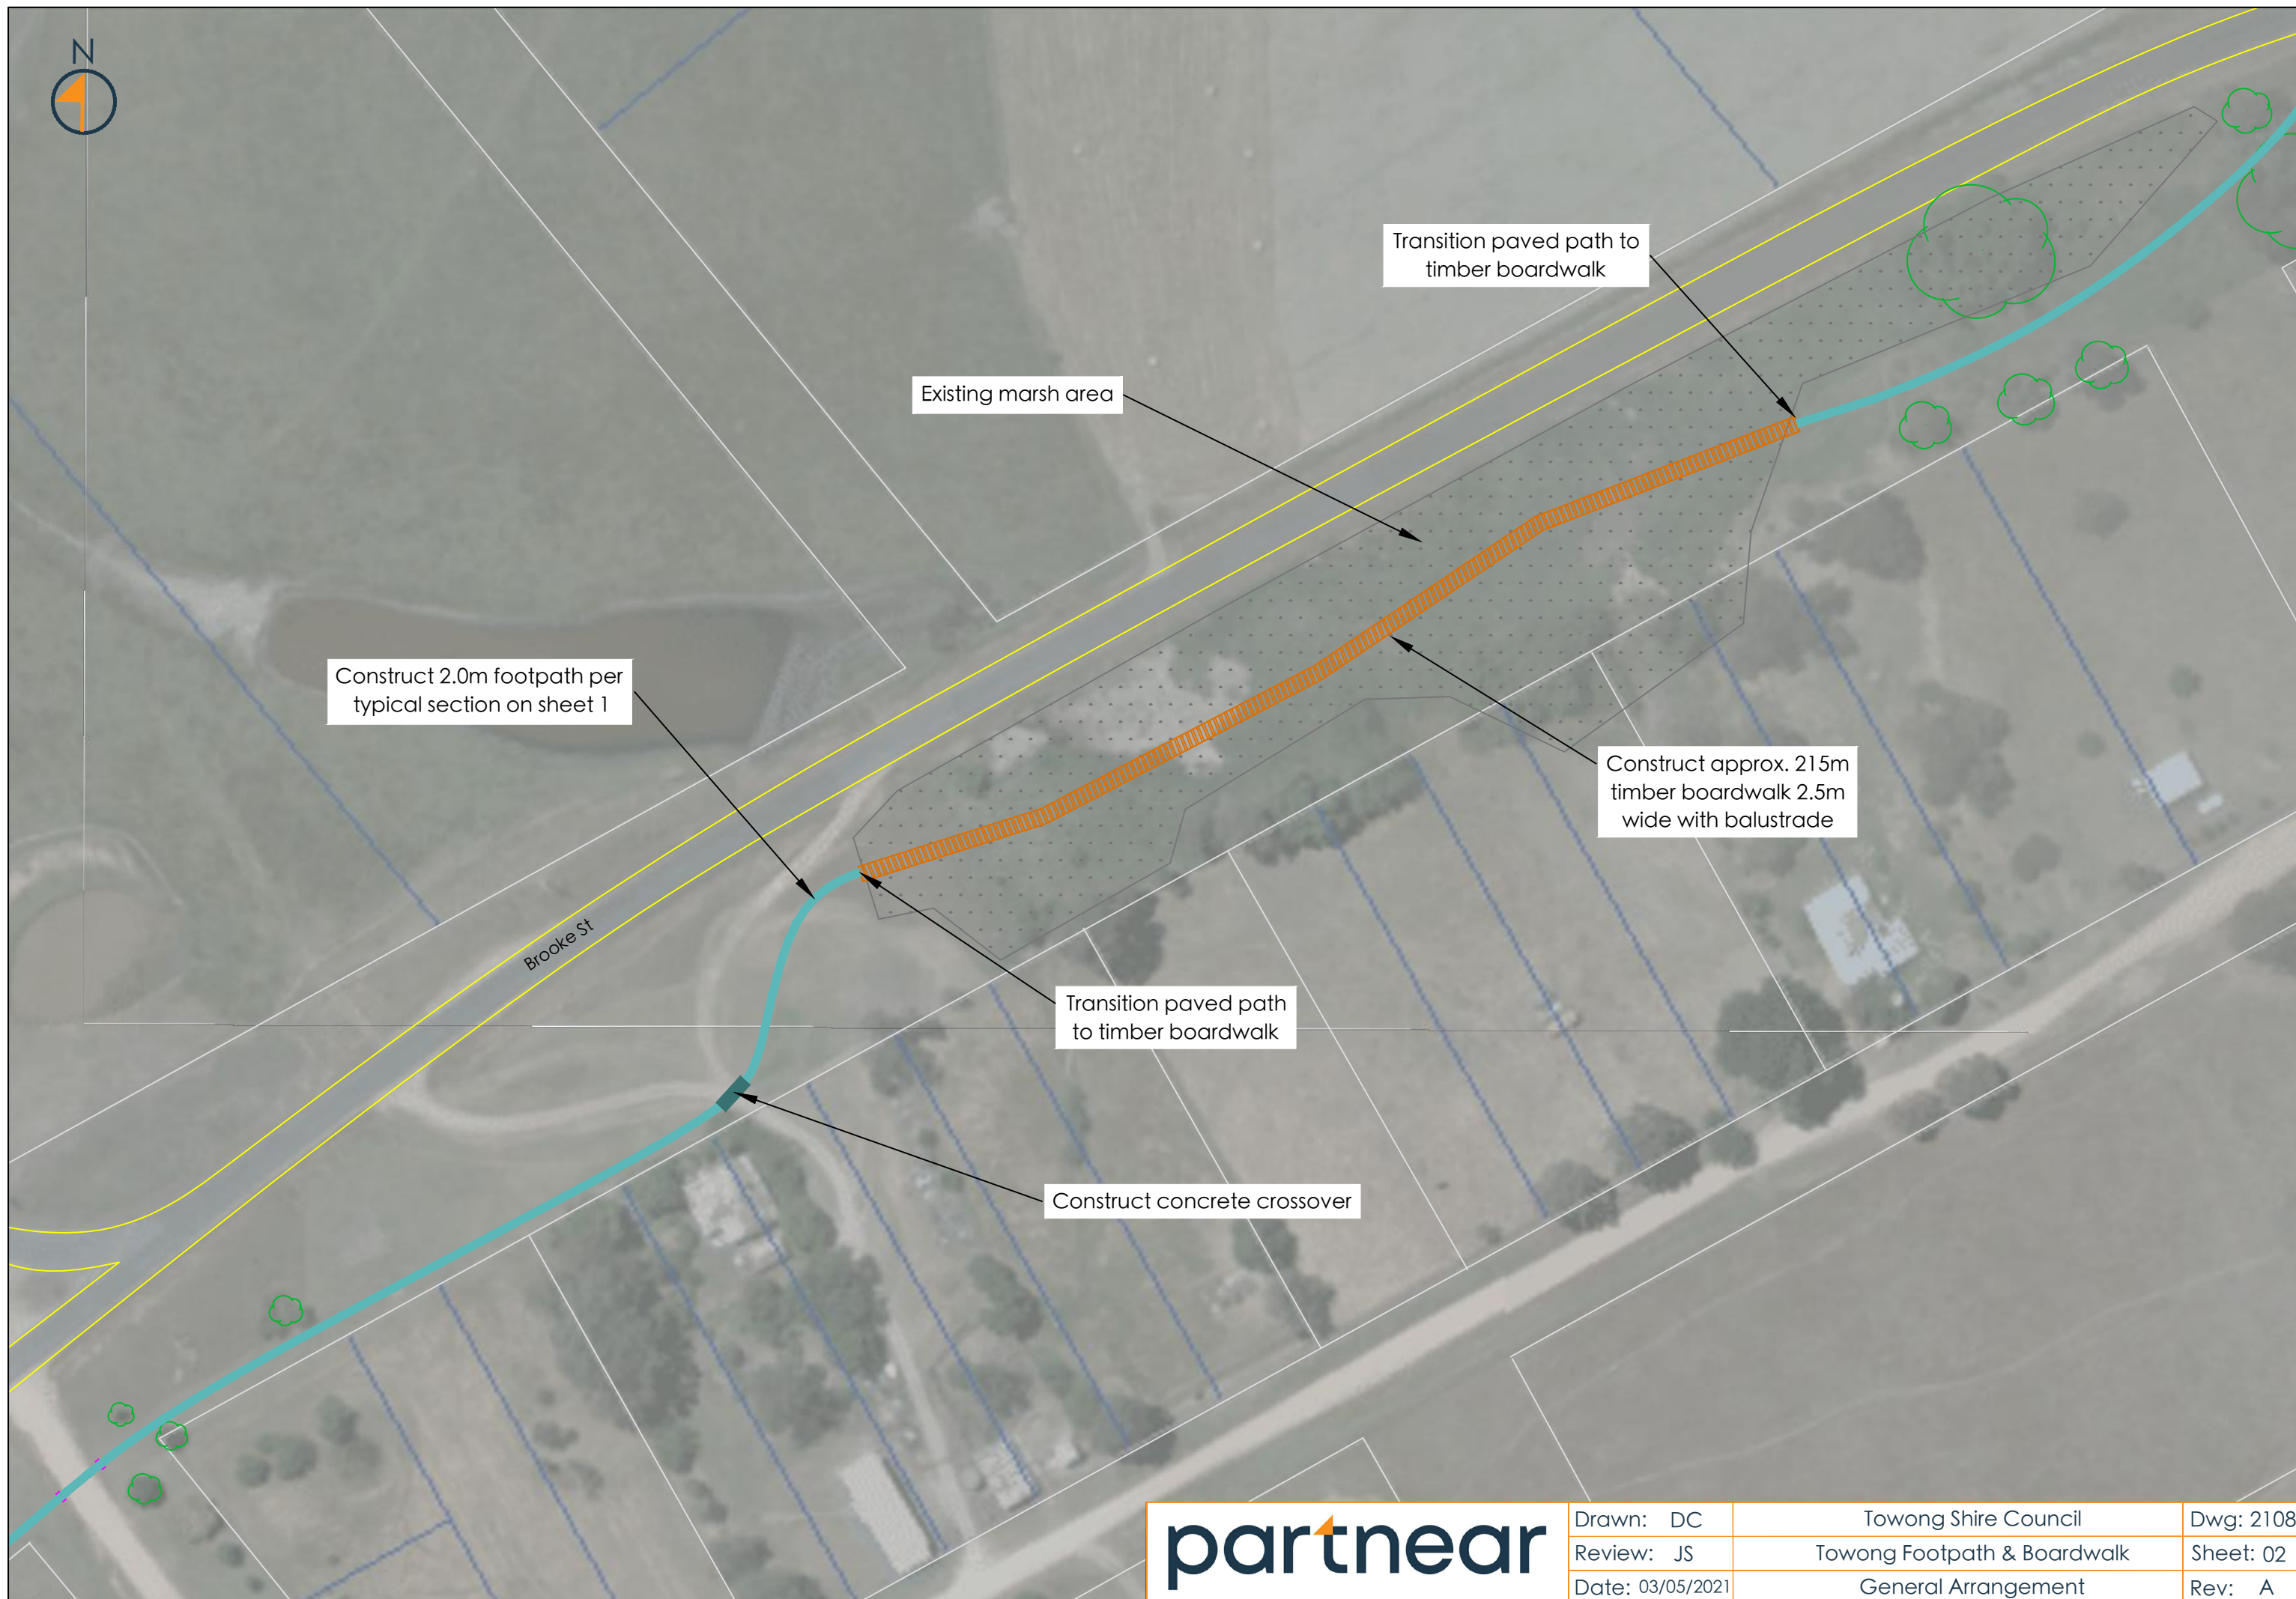 N
Transition paved path to
timber boardwalk
Existing marsh area
Construct 2.0m footpath per
typical section on sheet 1
Construct approx. 215m
timber boardwalk 2.5m
wide with balustrade
Brooke St
Transition paved path
to timber boardwalk
Construct concrete crossover
partnear
Drawn: DC
Towong Shire Council
Dwg: 2108
Review: JS
Towong Footpath & Boardwalk
Sheet: 02
Date: 03/05/2021
General Arrangement
Rev: A